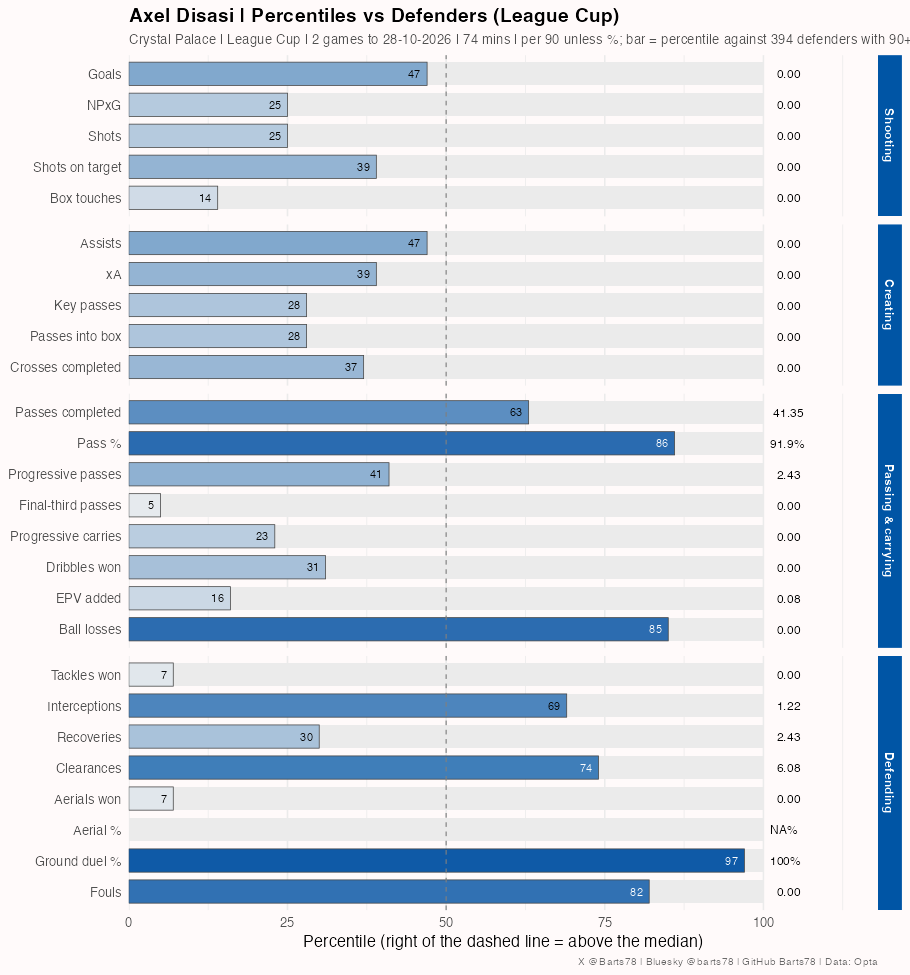 Axel Disasi | Percentiles vs Defenders (League Cup)
Crystal Palace | League Cup | 2 games to 28-10-2026 | 74 mins | per 90 unless %; bar = percentile against 394 defenders with 90+
Shooting
Goals 47 0.00
NPxG 25 0.00
Shots 25 0.00
Shots on target 39 0.00
Box touches 14 0.00
Creating
Assists 47 0.00
xA 39 0.00
Key passes 28 0.00
Passes into box 28 0.00
Crosses completed 37 0.00
Passing & carrying
Passes completed 63 41.35
Pass % 86 91.9%
Progressive passes 41 2.43
Final-third passes 5 0.00
Progressive carries 23 0.00
Dribbles won 31 0.00
EPV added 16 0.08
Ball losses 85 0.00
Defending
Tackles won 7 0.00
Interceptions 69 1.22
Recoveries 30 2.43
Clearances 74 6.08
Aerials won 7 0.00
Aerial % NA%
Ground duel % 97 100%
Fouls 82 0.00
0 25 50 75 100
Percentile (right of the dashed line = above the median)
X @Barts78 | Bluesky @barts78 | GitHub Barts78 | Data: Opta